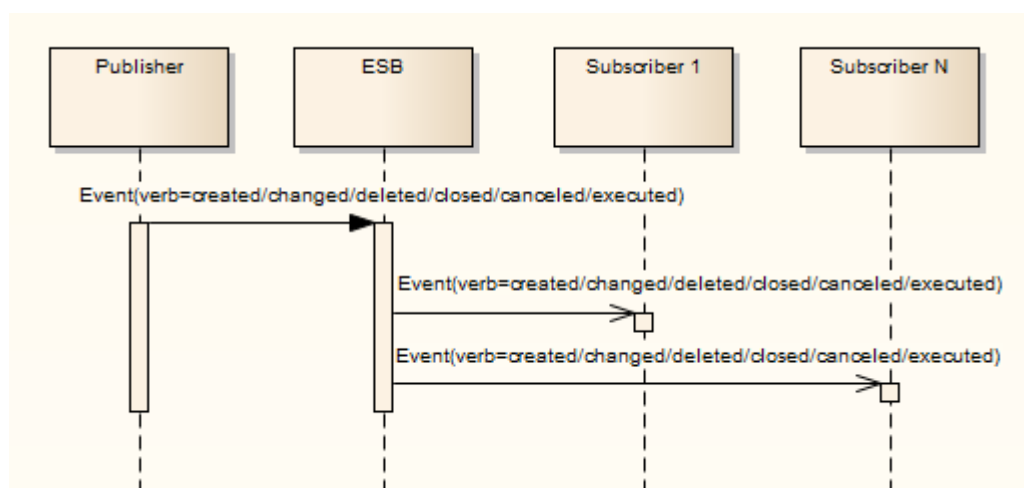 Publisher
ESB
Subscriber 1
Subscriber N
Event(verb=created/changed/deleted/closed/canceled/executed)
Event(verb=created/changed/deleted/closed/canceled/executed)
Event(verb=created/changed/deleted/closed/canceled/executed)